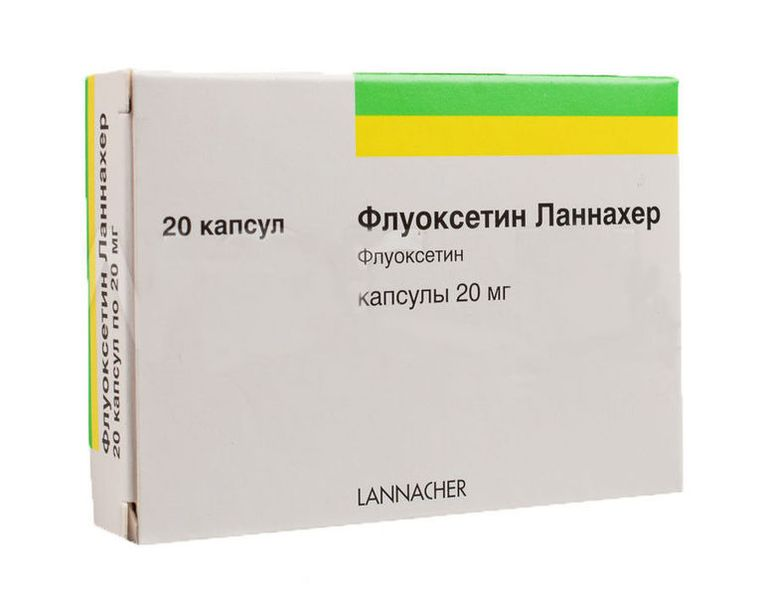 Флуоксетин Ланнахер
20 капсул по 20 мг
20 капсул
Флуоксетин Ланнахер
Флуоксетин
капсулы 20 мг
LANNACHER